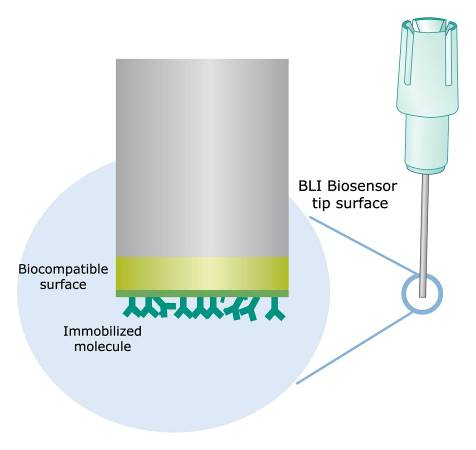 BLI Biosensor
tip surface
Biocompatible
surface
Immobilized
molecule